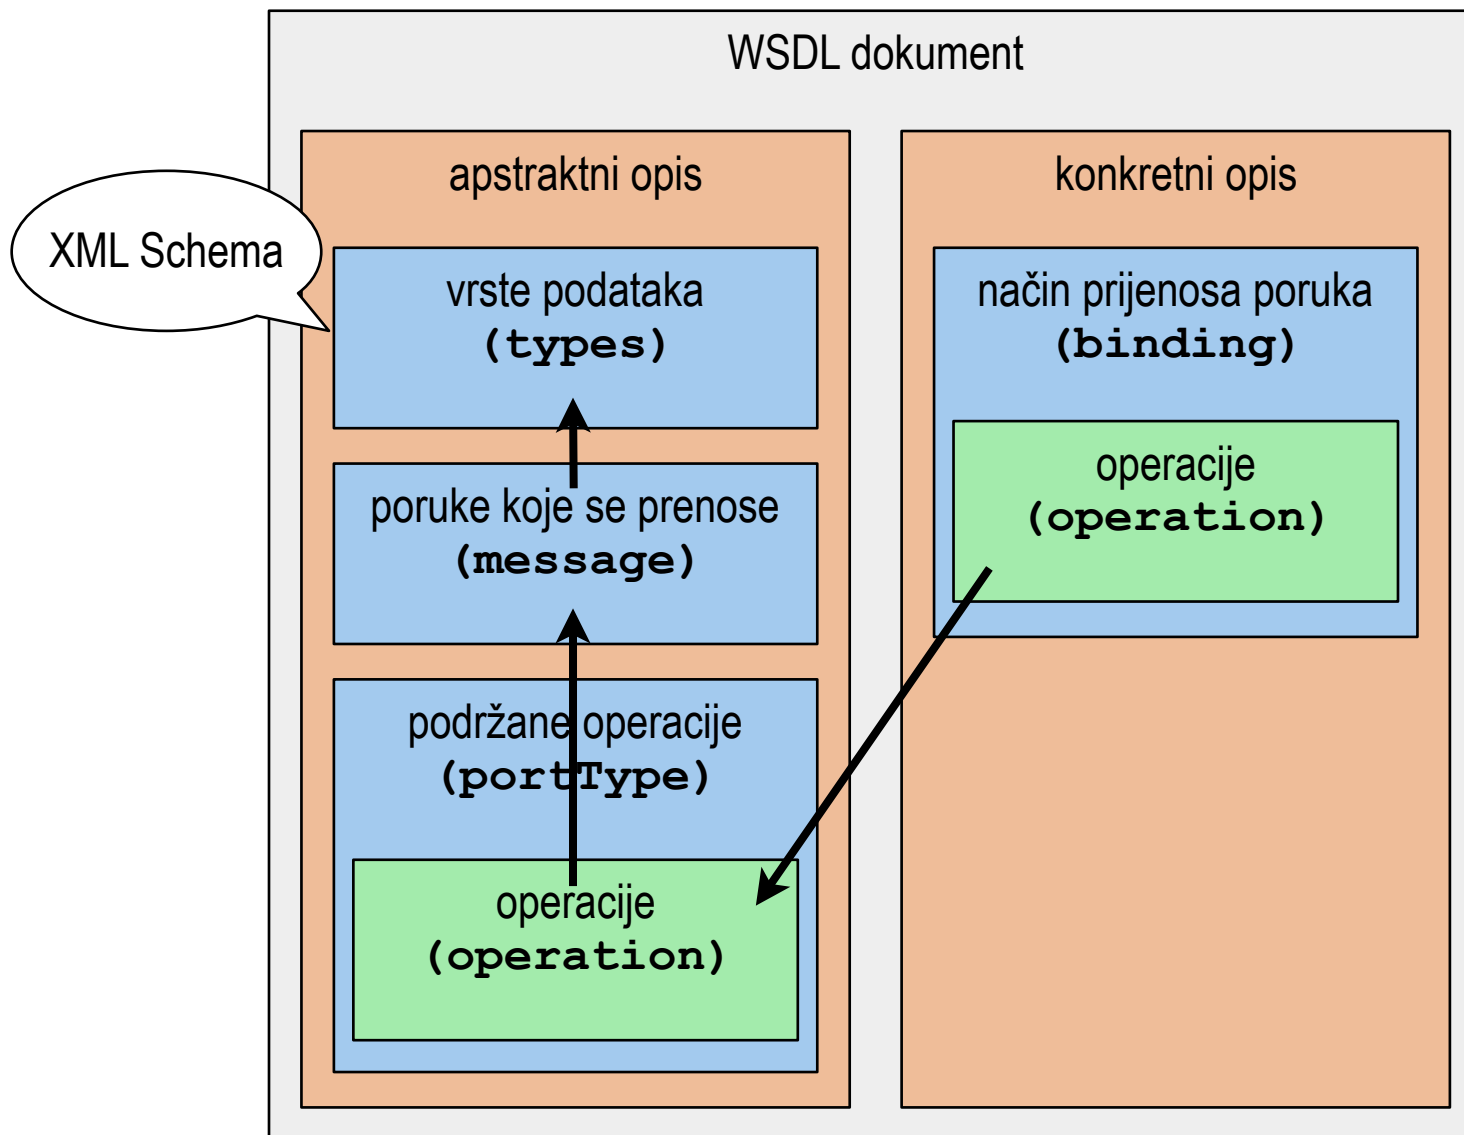 WSDL dokument
apstraktni opis
XML Schema
vrste podataka
(types)
poruke koje se prenose
(message)
podržane operacije
(portType)
operacije
(operation)
konkretni opis
način prijenosa poruka
(binding)
operacije
(operation)